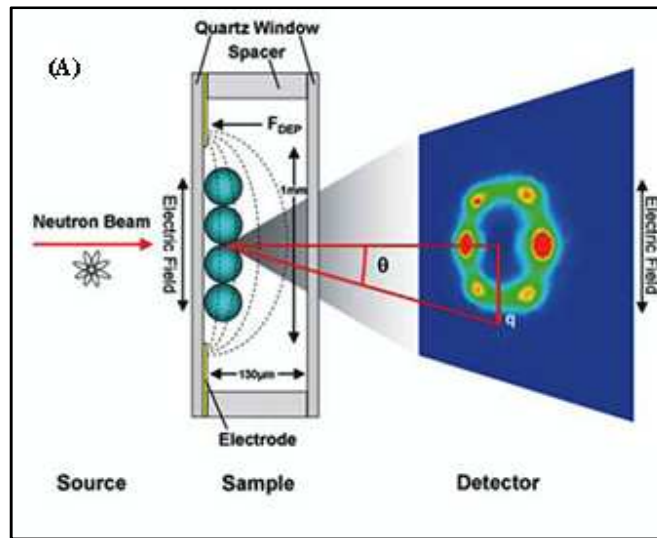 Quartz Window
Spacer
(A)
F_DEP
1mm
Electric Field
Neutron Beam
θ
Electric Field
q
130μm
Electrode
Source
Sample
Detector